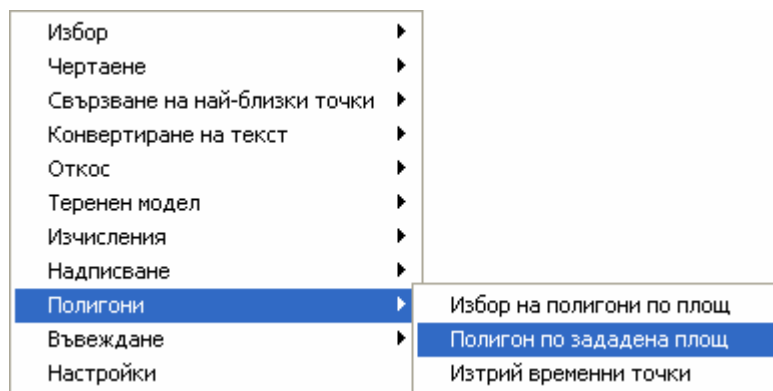 Избор
Чертаене
Свързване на най-близки точки
Конвертиране на текст
Откос
Теренен модел
Изчисления
Надписване
Полигони
Избор на полигони по площ
Въвеждане
Полигон по зададена площ
Настройки
Изтрий временни точки